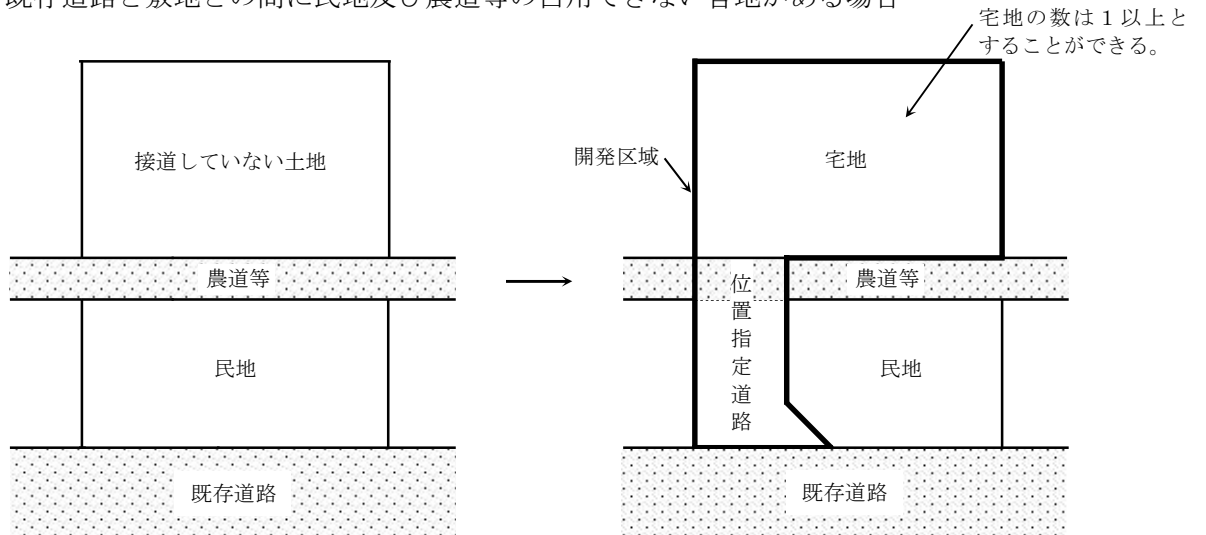 既存道路と敷地との間に民地及び農道等の占用できない官地がある場合
宅地の数は1以上と
することができる。
接道していない土地
農道等
民地
既存道路
開発区域
宅地
位置指定道路
農道等
民地
既存道路